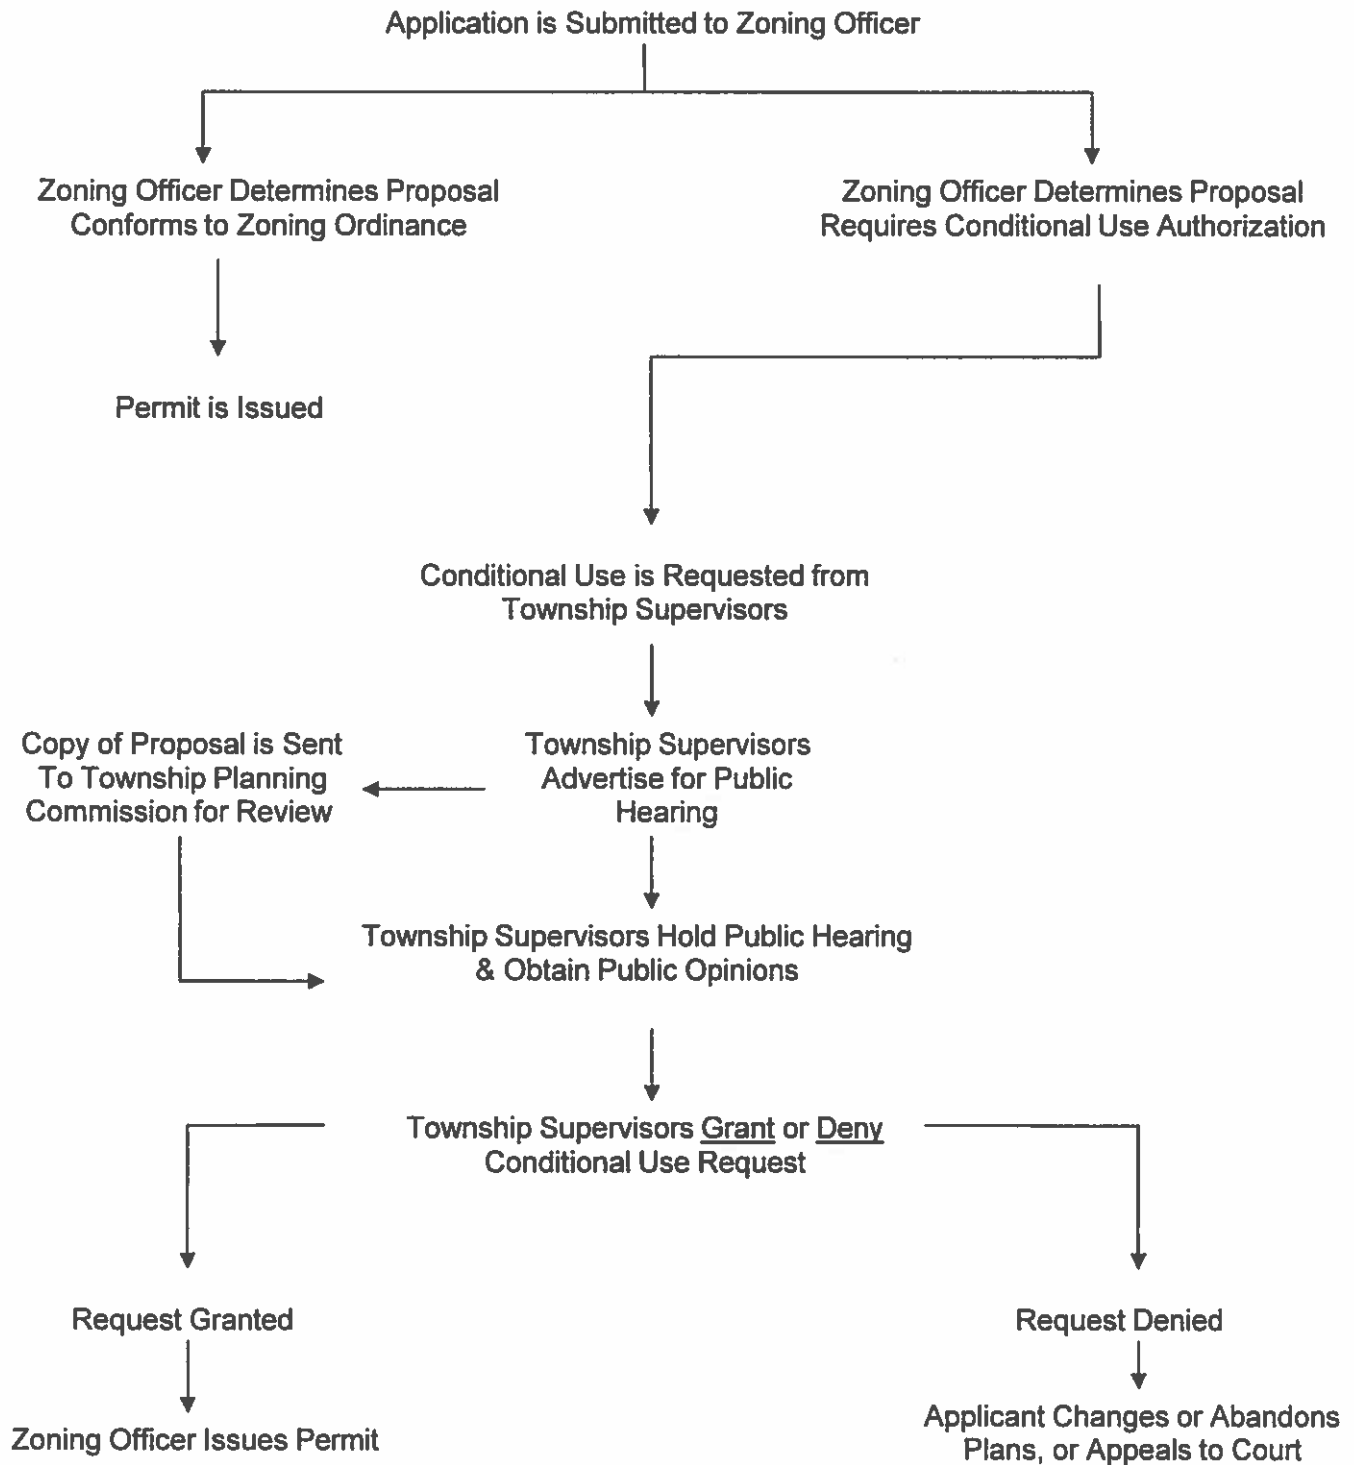 Application is Submitted to Zoning Officer
Zoning Officer Determines Proposal
Conforms to Zoning Ordinance
Zoning Officer Determines Proposal
Requires Conditional Use Authorization
Permit is Issued
Conditional Use is Requested from
Township Supervisors
Copy of Proposal is Sent
To Township Planning
Commission for Review
Township Supervisors
Advertise for Public
Hearing
Township Supervisors Hold Public Hearing
& Obtain Public Opinions
Township Supervisors Grant or Deny
Conditional Use Request
Request Granted
Request Denied
Zoning Officer Issues Permit
Applicant Changes or Abandons
Plans, or Appeals to Court